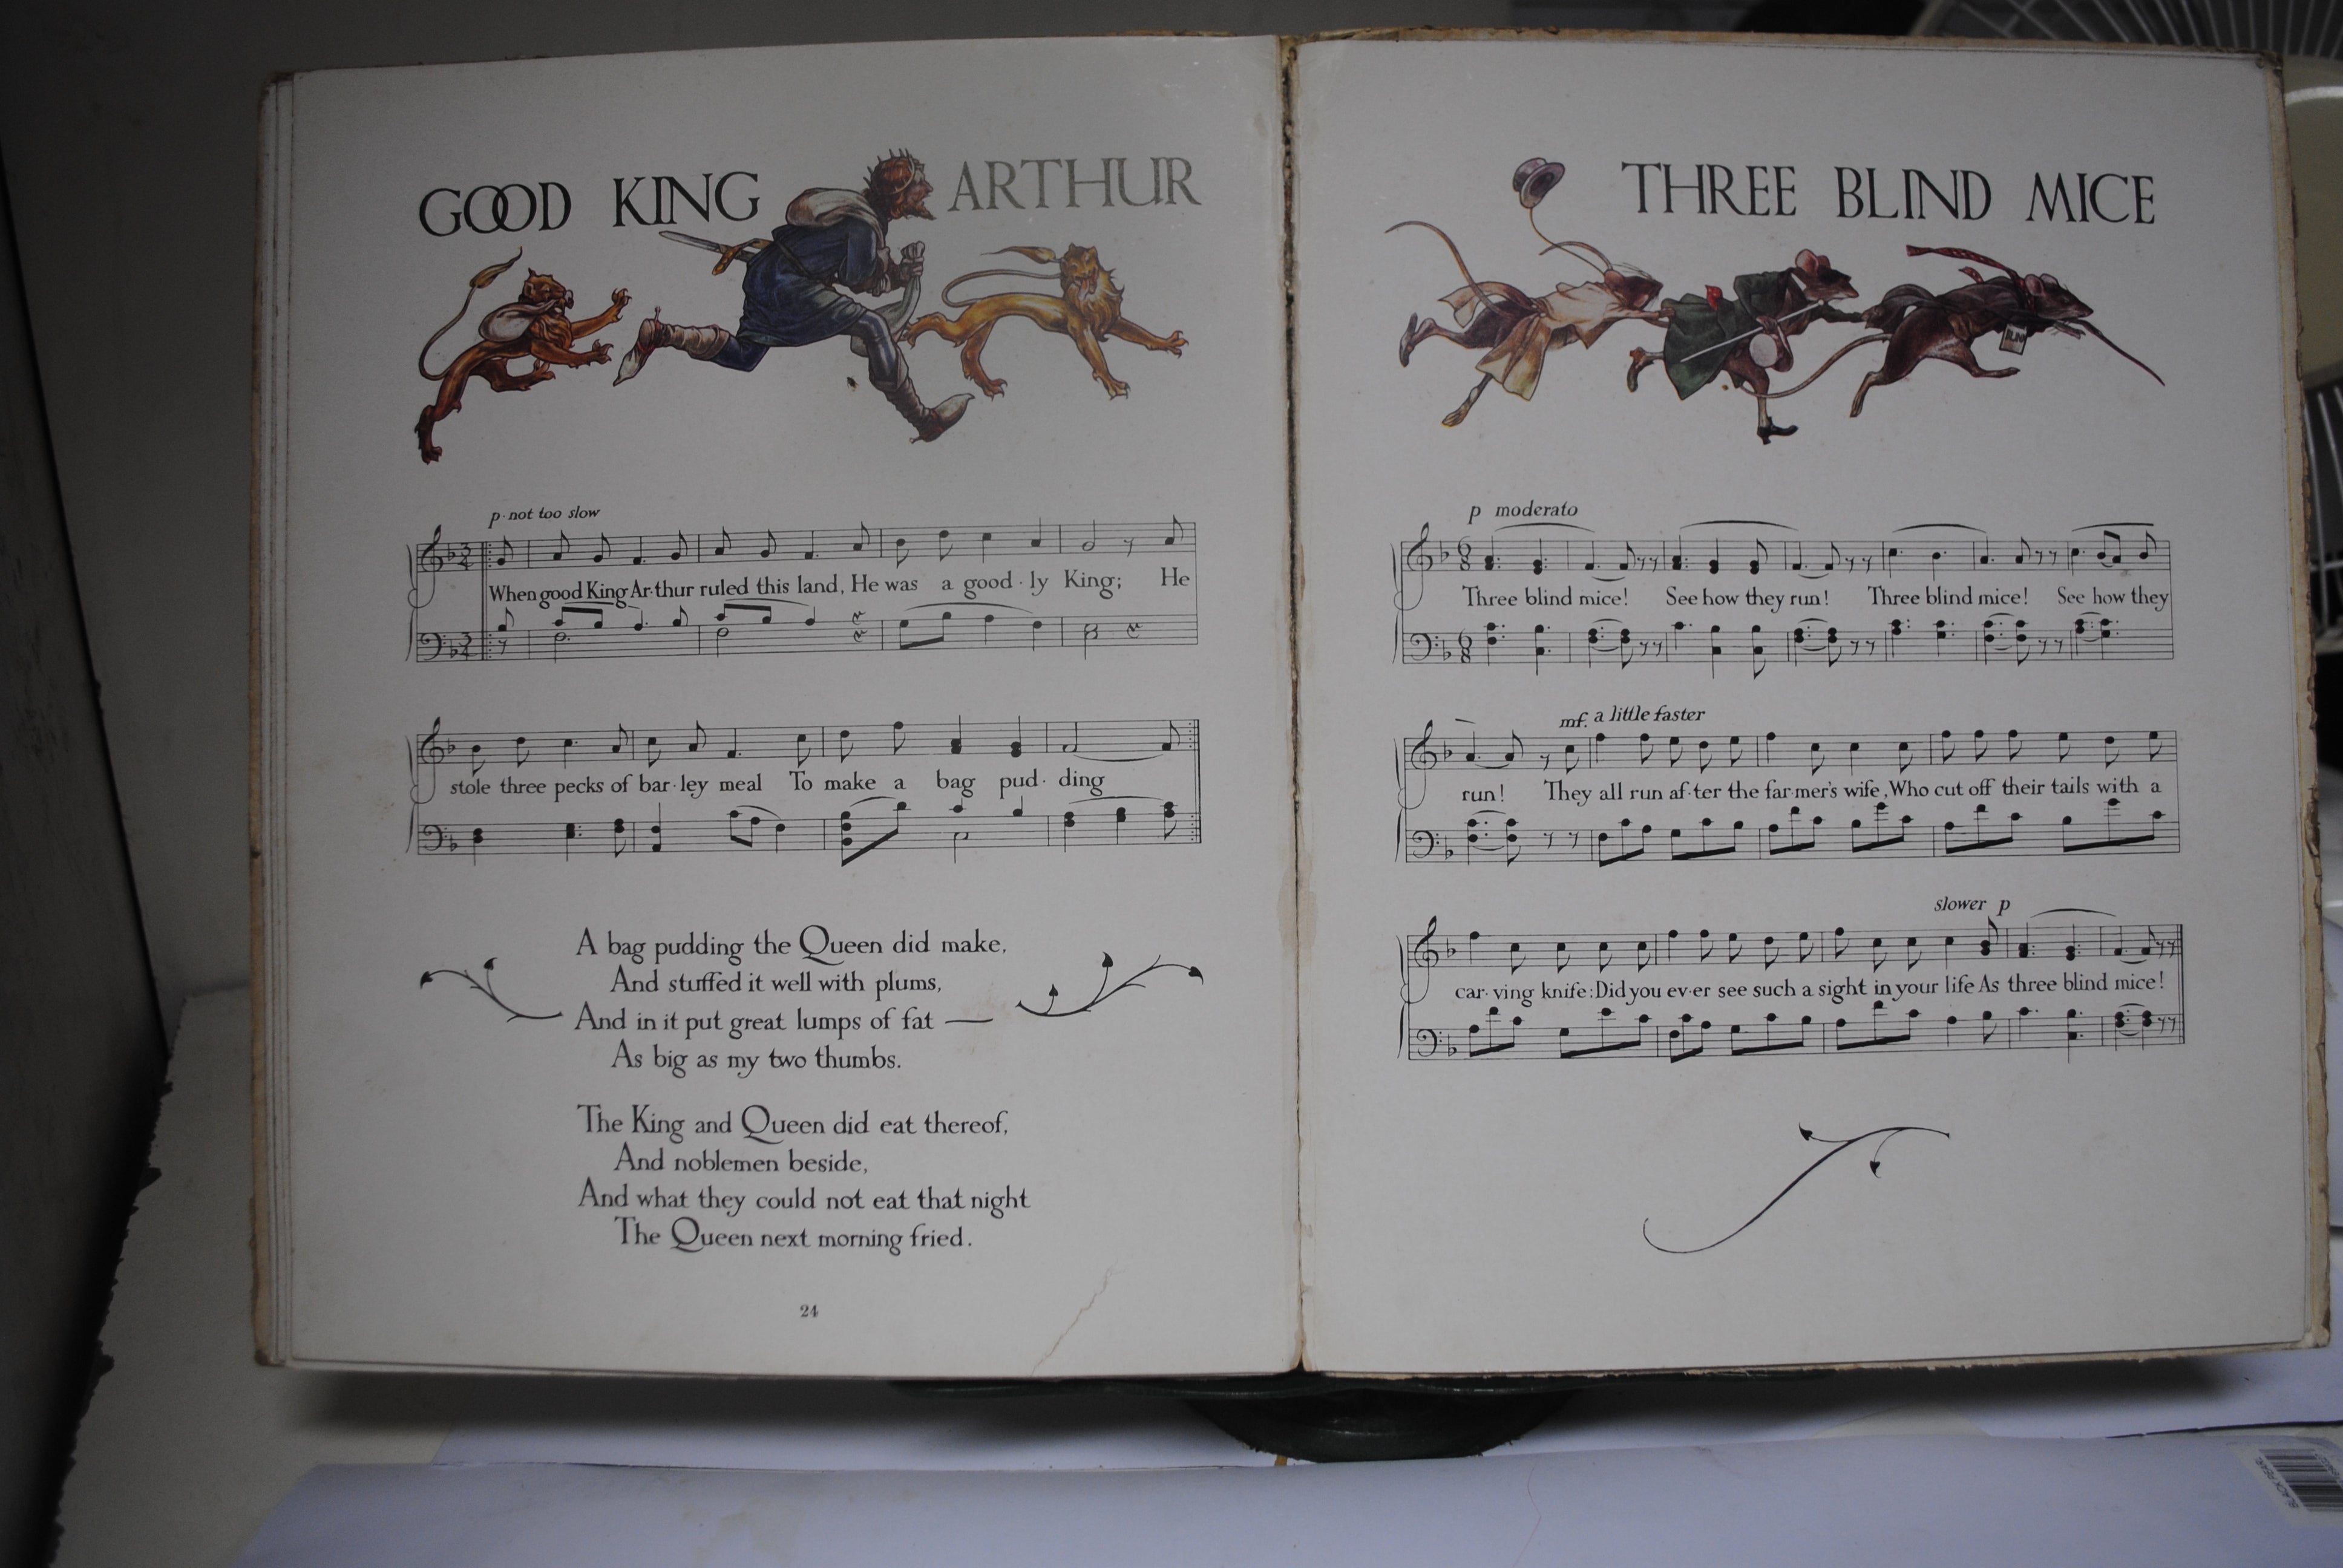 GOOD KING ARTHUR
p. not too slow
When good King Ar·thur ruled this land, He was a good·ly King; He
stole three pecks of bar·ley meal To make a bag pud·ding
A bag pudding the Queen did make,
And stuffed it well with plums,
And in it put great lumps of fat —
As big as my two thumbs.
The King and Queen did eat thereof,
And noblemen beside,
And what they could not eat that night
The Queen next morning fried.
24
THREE BLIND MICE
p moderato
Three blind mice! See how they run! Three blind mice! See how they
mf. a little faster
run! They all run af·ter the far·mer's wife, Who cut off their tails with a
slower p
car·ving knife: Did you ev·er see such a sight in your life As three blind mice!